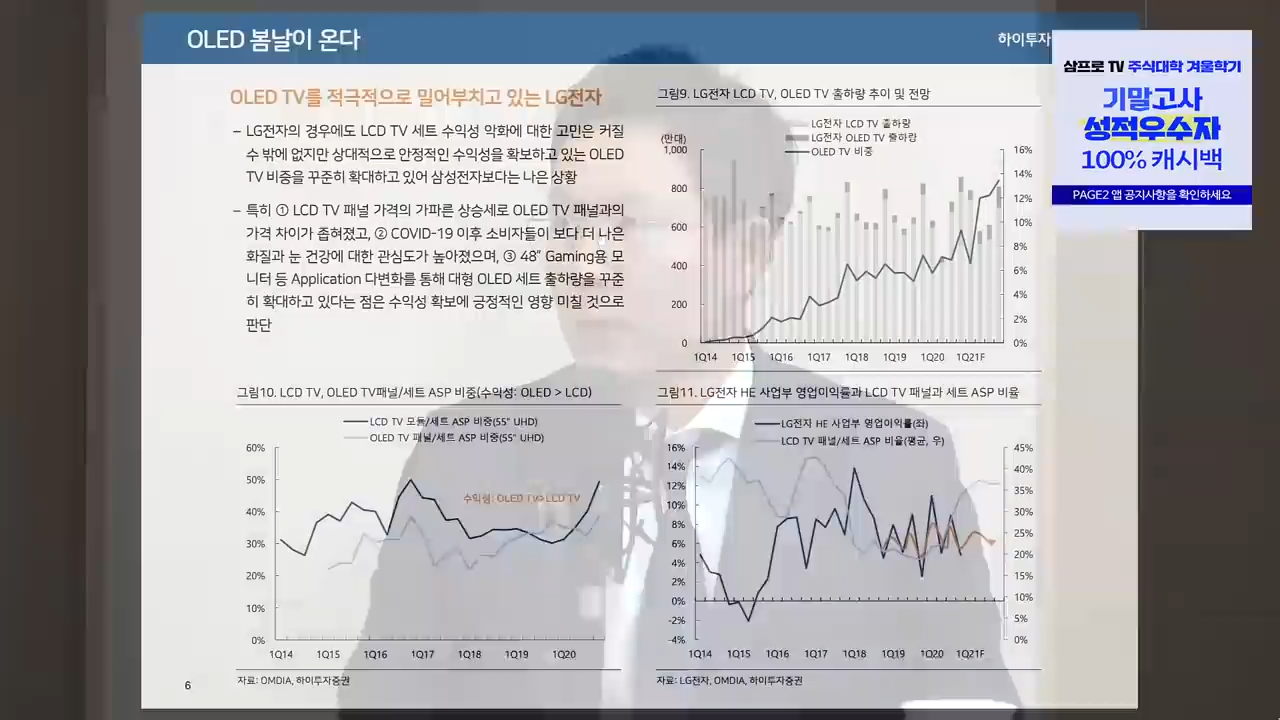 OLED 봄날이 온다
하이투자
삼프로 TV 주식대학 겨울학기
기말고사
성적우수자
100% 캐시백
PAGE2 앱 공지사항을 확인하세요
OLED TV를 적극적으로 밀어부치고 있는 LG전자
– LG전자의 경우에도 LCD TV 세트 수익성 악화에 대한 고민은 커질
수 밖에 없지만 상대적으로 안정적인 수익성을 확보하고 있는 OLED
TV 비중을 꾸준히 확대하고 있어 삼성전자보다는 나은 상황
– 특히 ① LCD TV 패널 가격의 가파른 상승세로 OLED TV 패널과의
가격 차이가 좁혀졌고, ② COVID-19 이후 소비자들이 보다 더 나은
화질과 눈 건강에 대한 관심도가 높아졌으며, ③ 48" Gaming용 모
니터 등 Application 다변화를 통해 대형 OLED 세트 출하량을 꾸준
히 확대하고 있다는 점은 수익성 확보에 긍정적인 영향 미칠 것으로
판단
그림9. LG전자 LCD TV, OLED TV 출하량 추이 및 전망
LG전자 LCD TV 출하량
LG전자 OLED TV 출하량
OLED TV 비중
(만대)
1,000
800
600
400
200
0
16%
14%
12%
10%
8%
6%
4%
2%
0%
1Q14 1Q15 1Q16 1Q17 1Q18 1Q19 1Q20 1Q21F
그림10. LCD TV, OLED TV패널/세트 ASP 비중(수익성: OLED > LCD)
LCD TV 모듈/세트 ASP 비중(55" UHD)
OLED TV 패널/세트 ASP 비중(55" UHD)
60%
50%
40%
30%
20%
10%
0%
수익성: OLED TV>LCD TV
1Q14 1Q15 1Q16 1Q17 1Q18 1Q19 1Q20
자료: OMDIA, 하이투자증권
그림11. LG전자 HE 사업부 영업이익률과 LCD TV 패널과 세트 ASP 비율
LG전자 HE 사업부 영업이익률(좌)
LCD TV 패널/세트 ASP 비율(평균, 우)
16%
14%
12%
10%
8%
6%
4%
2%
0%
-2%
-4%
45%
40%
35%
30%
25%
20%
15%
10%
5%
0%
1Q14 1Q15 1Q16 1Q17 1Q18 1Q19 1Q20 1Q21F
자료: LG전자, OMDIA, 하이투자증권
6